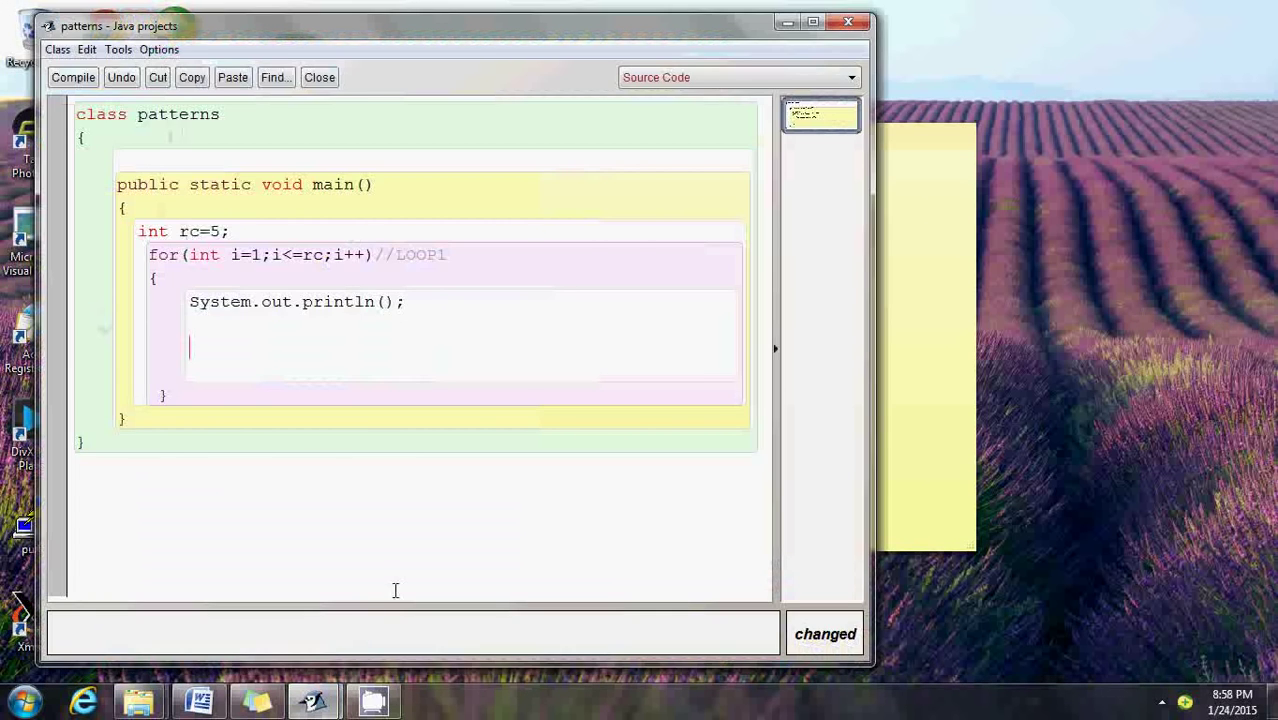 patterns - Java projects
Class Edit Tools Options
Compile Undo Cut Copy Paste Find... Close Source Code
class patterns
{
public static void main()
{
int rc=5;
for(int i=1;i<=rc;i++)//LOOP1
{
System.out.println();
}
}
}
changed
8:58 PM
1/24/2015